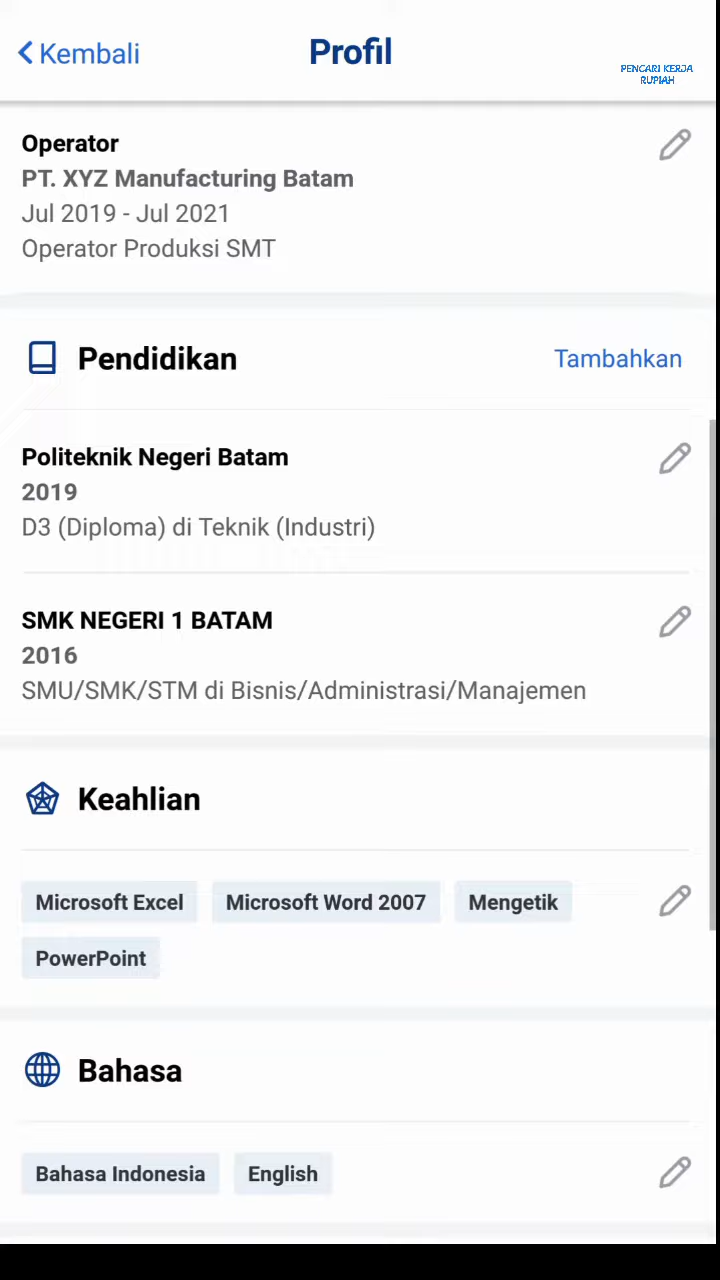 Kembali
Profil
PENCARI KERJA
RUPIAH
Operator
PT. XYZ Manufacturing Batam
Jul 2019 - Jul 2021
Operator Produksi SMT
Pendidikan
Tambahkan
Politeknik Negeri Batam
2019
D3 (Diploma) di Teknik (Industri)
SMK NEGERI 1 BATAM
2016
SMU/SMK/STM di Bisnis/Administrasi/Manajemen
Keahlian
Microsoft Excel
Microsoft Word 2007
Mengetik
PowerPoint
Bahasa
Bahasa Indonesia
English